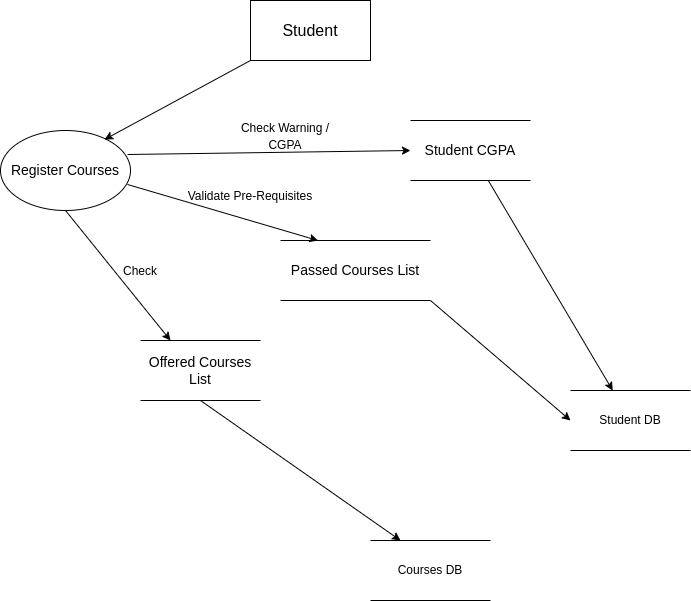 Student
Check Warning /
CGPA
Student CGPA
Register Courses
Validate Pre-Requisites
Passed Courses List
Check
Offered Courses
List
Student DB
Courses DB